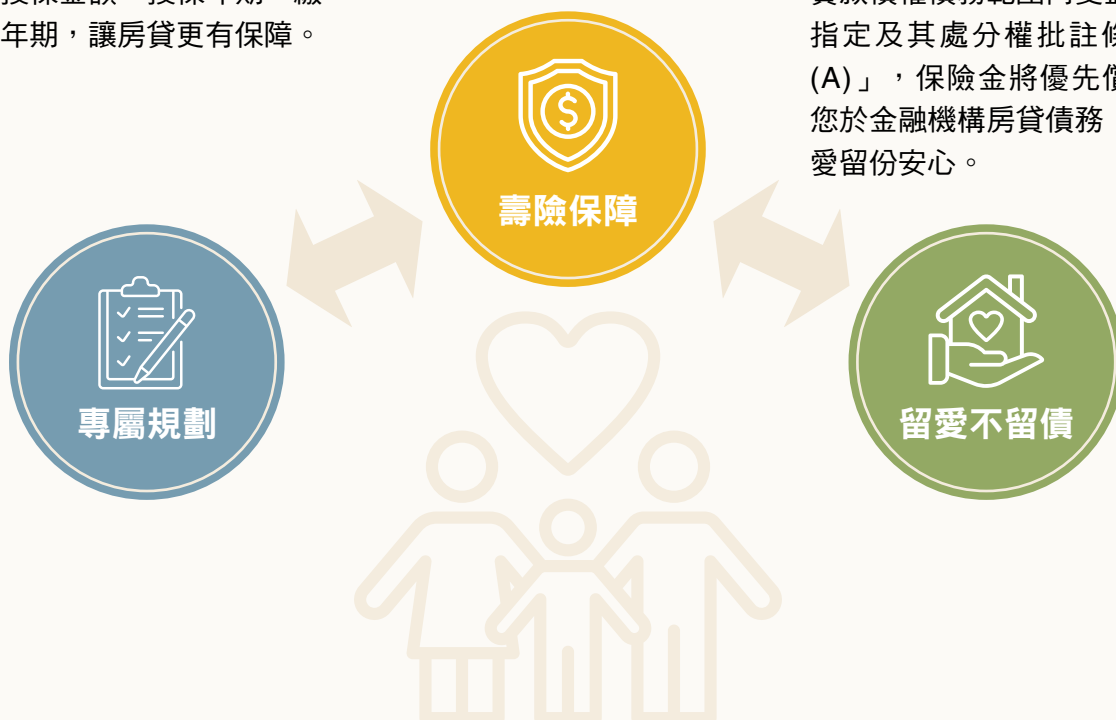 年期，讓房貸更有保障。
指定及其處分權批註條
(A)」，保險金將優先償
您於金融機構房貸債務，
愛留份安心。
壽險保障
專屬規劃
留愛不留債